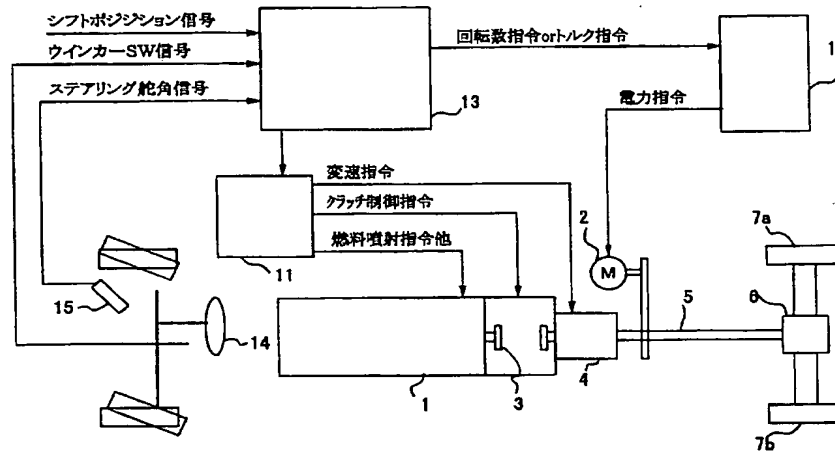 シフトポジション信号
ウインカーSW信号
ステアリング舵角信号
13
回転数指令orトルク指令
電力指令
11
変速指令
クラッチ制御指令
燃料噴射指令他
2
M
7a
6
5
15
14
1
3
4
7b